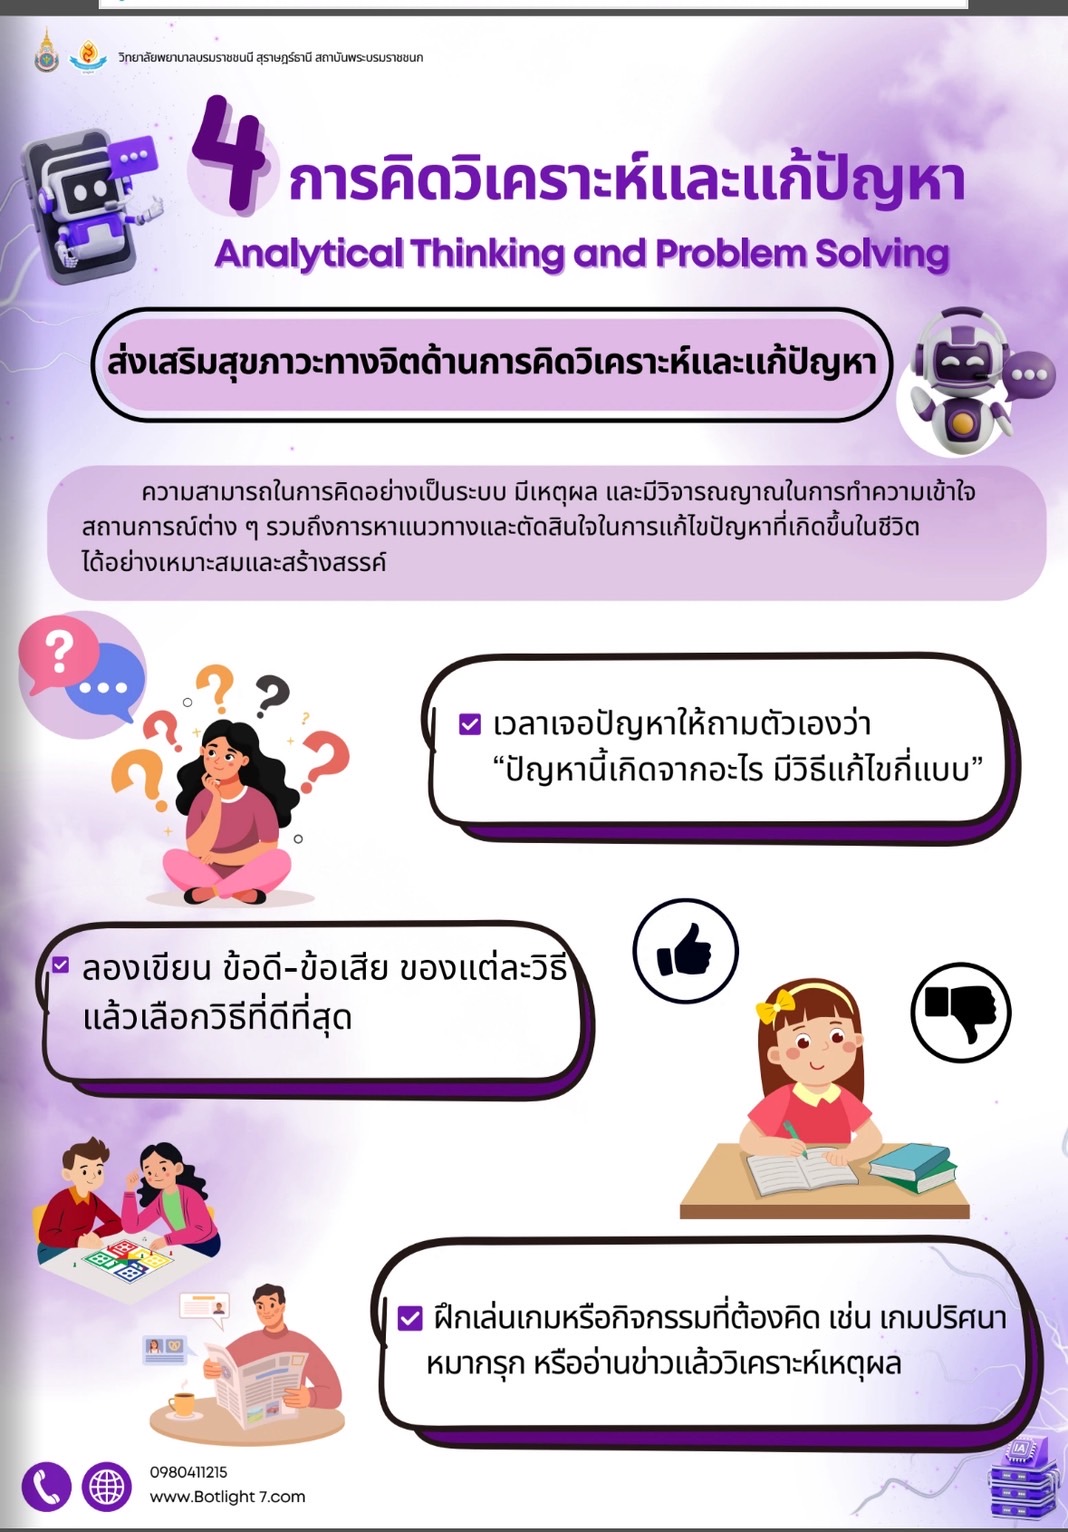 วิทยาลัยพยาบาลบรมราชชนนี สุราษฎร์ธานี สถาบันพระบรมราชชนก
4 การคิดวิเคราะห์และแก้ปัญหา
Analytical Thinking and Problem Solving
ส่งเสริมสุขภาวะทางจิตด้านการคิดวิเคราะห์และแก้ปัญหา
ความสามารถในการคิดอย่างเป็นระบบ มีเหตุผล และมีวิจารณญาณในการทำความเข้าใจ
สถานการณ์ต่าง ๆ รวมถึงการหาแนวทางและตัดสินใจในการแก้ไขปัญหาที่เกิดขึ้นในชีวิต
ได้อย่างเหมาะสมและสร้างสรรค์
เวลาเจอปัญหาให้ถามตัวเองว่า
“ปัญหานี้เกิดจากอะไร มีวิธีแก้ไขกี่แบบ”
ลองเขียน ข้อดี-ข้อเสีย ของแต่ละวิธี
แล้วเลือกวิธีที่ดีที่สุด
ฝึกเล่นเกมหรือกิจกรรมที่ต้องคิด เช่น เกมปริศนา
หมากรุก หรืออ่านข่าวแล้ววิเคราะห์เหตุผล
IA
0980411215
www.Botlight 7.com